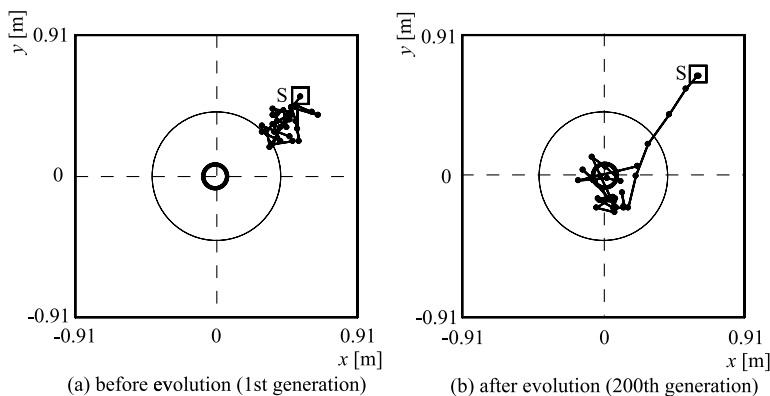 y [m]
0.91
S
0
-0.91
-0.91
0
0.91
x [m]
(a) before evolution (1st generation)
y [m]
0.91
S
0
-0.91
-0.91
0
0.91
x [m]
(b) after evolution (200th generation)